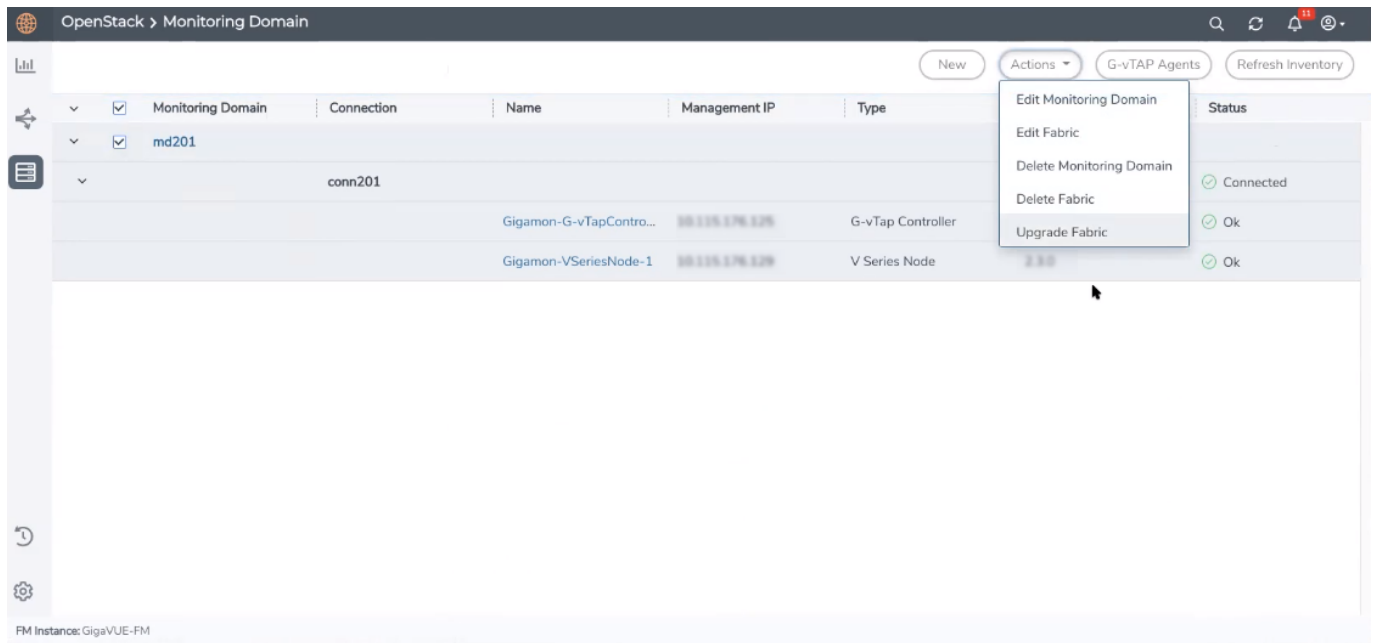 OpenStack > Monitoring Domain
11
New
Actions
G-vTAP Agents
Refresh Inventory
Monitoring Domain
Connection
Name
Management IP
Type
Status
Edit Monitoring Domain
Edit Fabric
Delete Monitoring Domain
Delete Fabric
Upgrade Fabric
md201
conn201
Connected
Gigamon-G-vTapContro...
G-vTap Controller
Ok
Gigamon-VSeriesNode-1
V Series Node
Ok
FM Instance: GigaVUE-FM